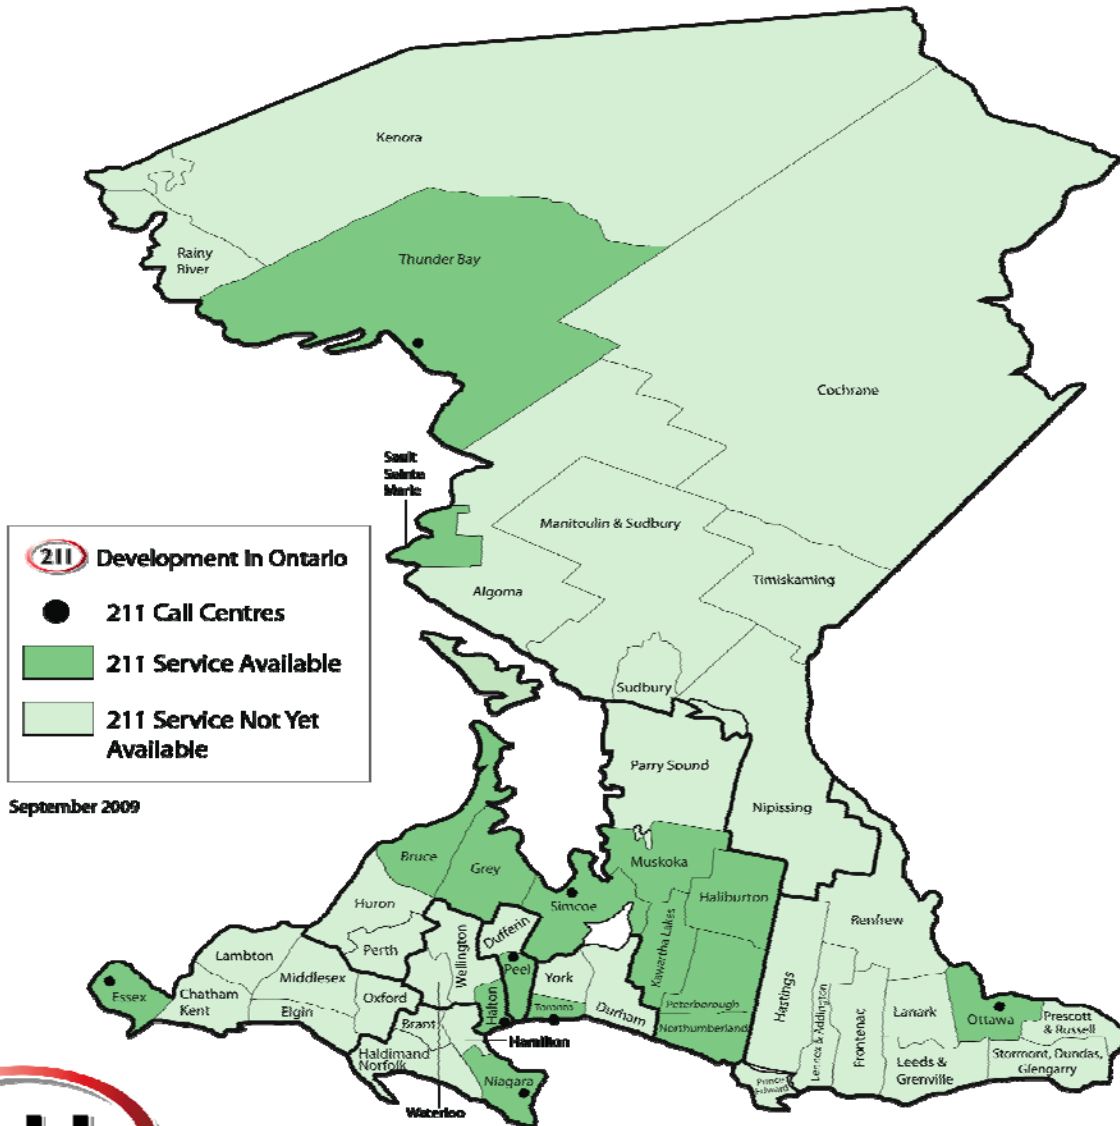 Kenora
Rainy
River
Thunder Bay
Cochrane
Sault
Sainte
Marie
Manitoulin & Sudbury
Timiskaming
Algoma
Sudbury
211 Development in Ontario
211 Call Centres
211 Service Available
211 Service Not Yet
Available
September 2009
Parry Sound
Nipissing
Bruce
Grey
Muskoka
Haliburton
Simcoe
Huron
Dufferin
Renfrew
Perth
Wellington
Kawartha Lakes
Lambton
Middlesex
Peel
York
Hastings
Essex
Chatham
Kent
Oxford
Halton
Toronto
Durham
Peterborough
Northumberland
Lennox & Addington
Frontenac
Lanark
Ottawa
Prescott
& Russell
Elgin
Brant
Hamilton
Haldimand
Norfolk
Niagara
Waterloo
Prince
Edward
Leeds &
Grenville
Stormont, Dundas,
Glengarry